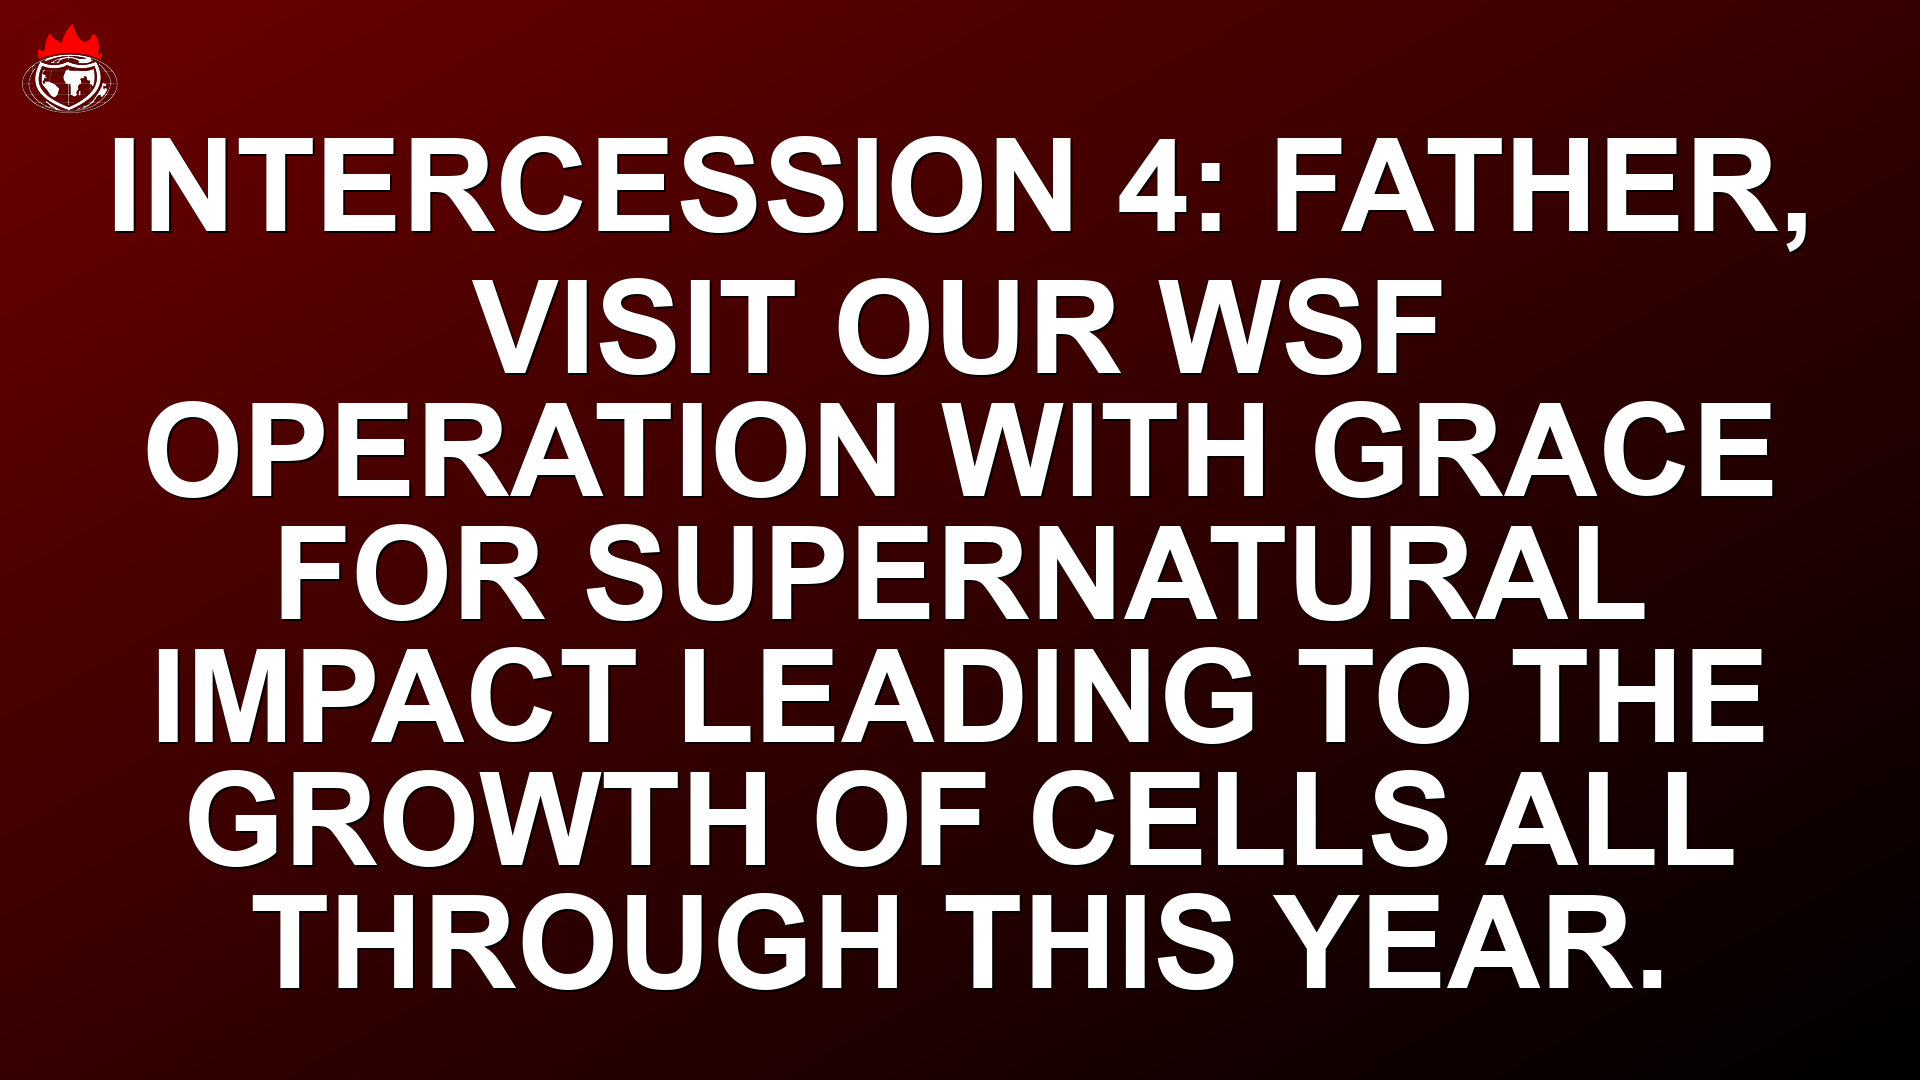 INTERCESSION 4: FATHER,
VISIT OUR WSF
OPERATION WITH GRACE
FOR SUPERNATURAL
IMPACT LEADING TO THE
GROWTH OF CELLS ALL
THROUGH THIS YEAR.